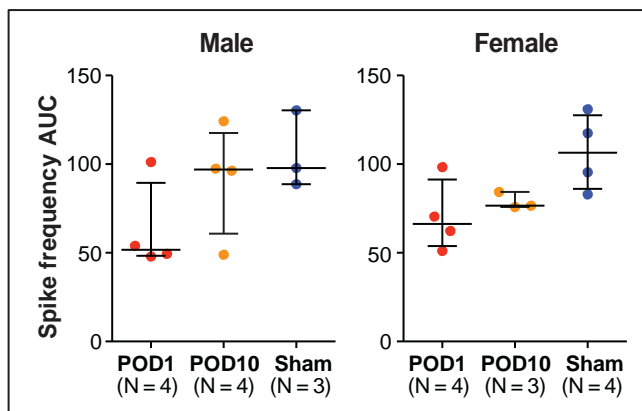 Male
Female
Spike frequency AUC
150
100
50
0
POD1
(N = 4)
POD10
(N = 4)
Sham
(N = 3)
150
100
50
0
POD1
(N = 4)
POD10
(N = 3)
Sham
(N = 4)